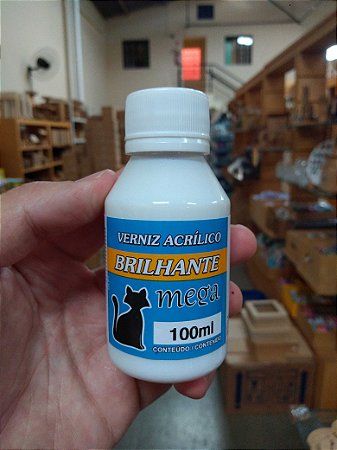 VERNIZ ACRÍLICO
BRILHANTE
mega
100ml
CONTEÚDO / CONTENIDO